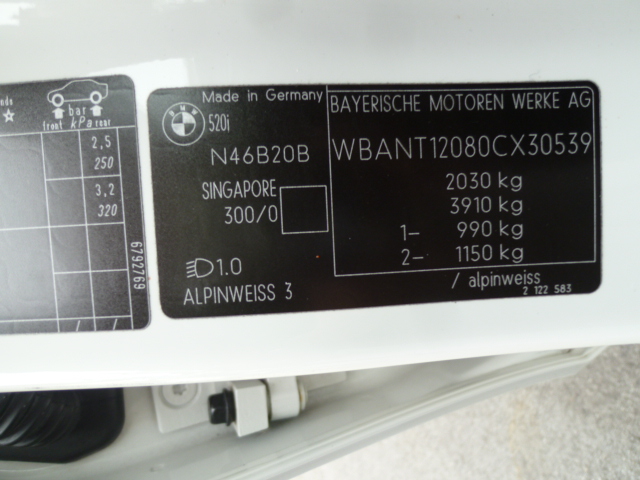 bar
front kPa rear
2,5
250
3,2
320
6792769
Made in Germany
BMW
520i
N46B20B
SINGAPORE
300/0
1.0
ALPINWEISS 3
BAYERISCHE MOTOREN WERKE AG
WBANT12080CX30539
2030 kg
3910 kg
1- 990 kg
2- 1150 kg
/ alpinweiss
2 122 583